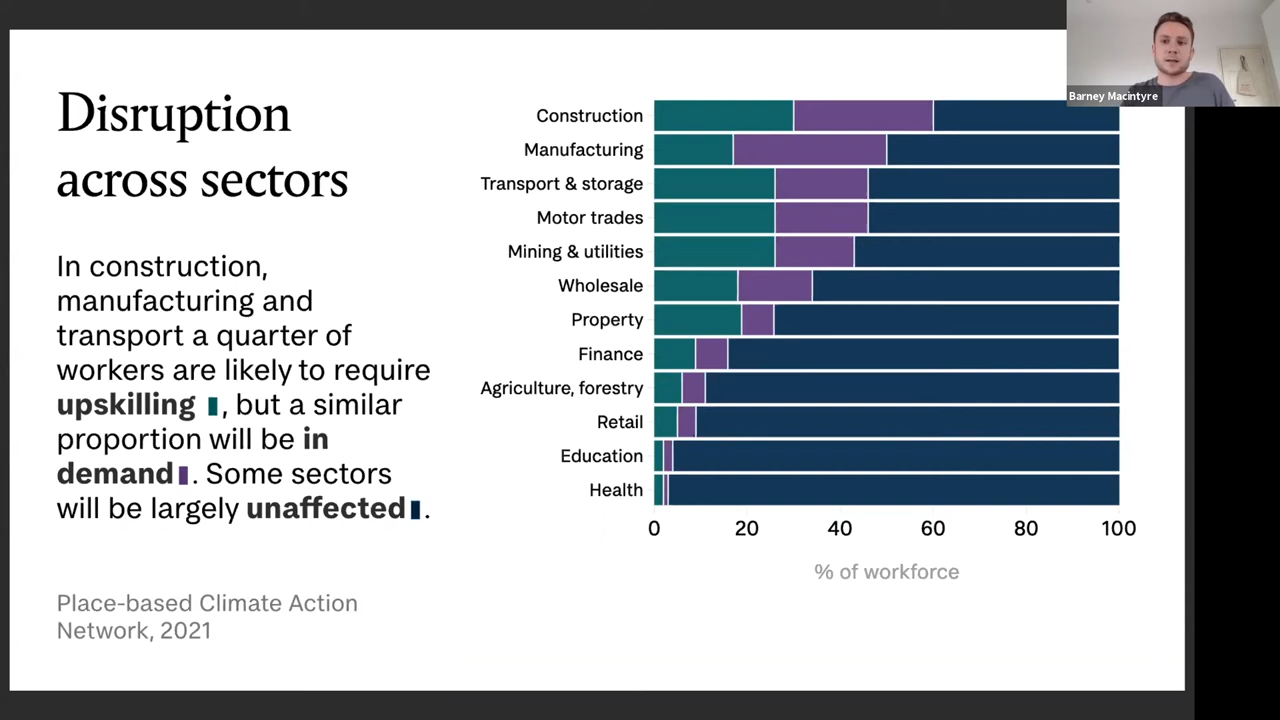 Barney Macintyre
Disruption
across sectors
In construction,
manufacturing and
transport a quarter of
workers are likely to require
upskilling , but a similar
proportion will be in
demand . Some sectors
will be largely unaffected .
Place-based Climate Action
Network, 2021
Construction
Manufacturing
Transport & storage
Motor trades
Mining & utilities
Wholesale
Property
Finance
Agriculture, forestry
Retail
Education
Health
0 20 40 60 80 100
% of workforce